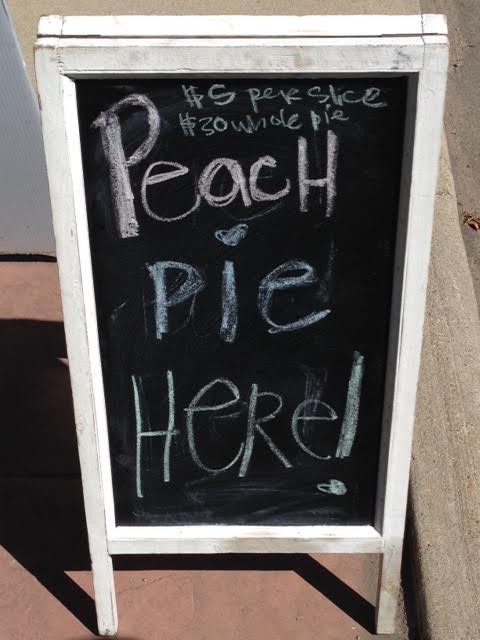 $5 per slice
$30 whole pie
Peach
pie
Here!